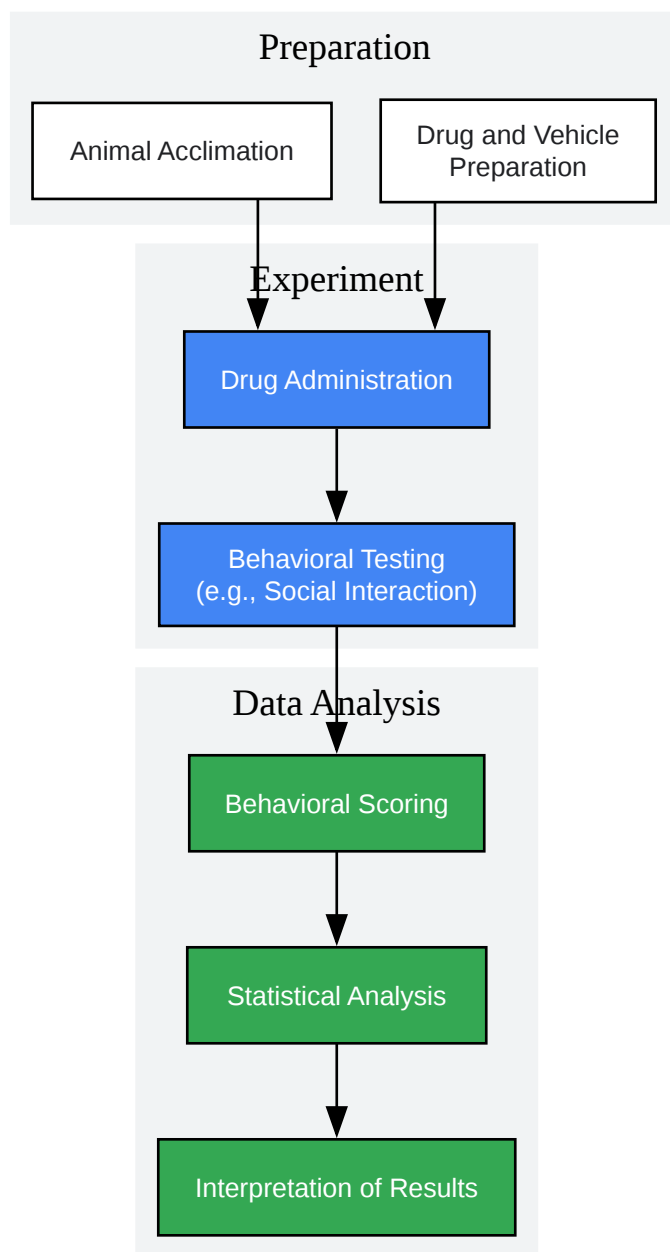 Preparation
Animal Acclimation
Drug and Vehicle
Preparation
Experiment
Drug Administration
Behavioral Testing
(e.g., Social Interaction)
Data Analysis
Behavioral Scoring
Statistical Analysis
Interpretation of Results